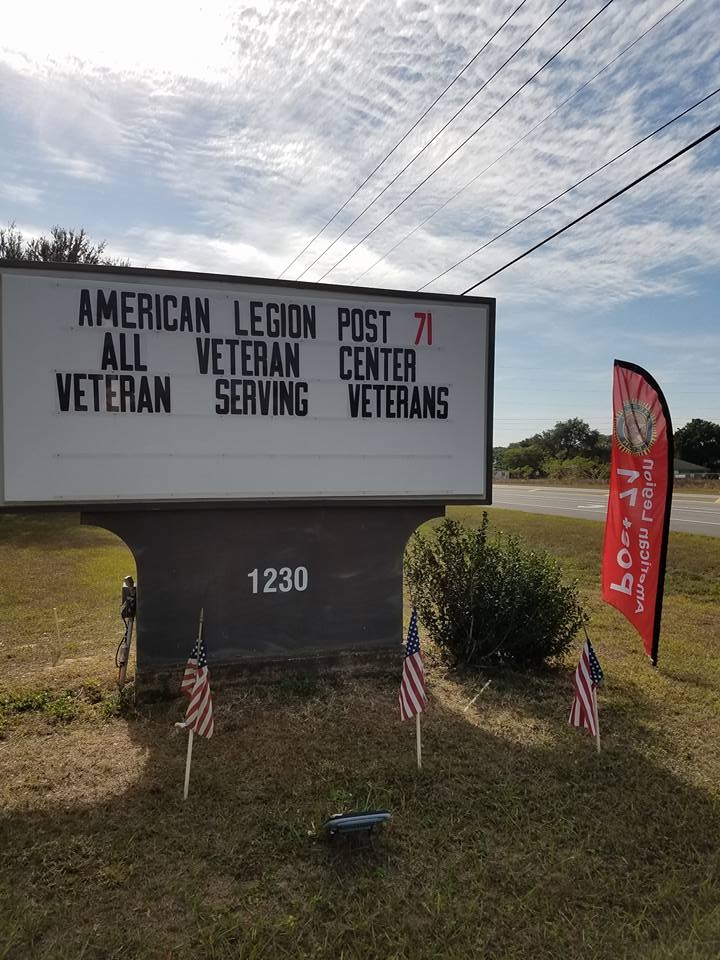 AMERICAN LEGION POST 71
ALL VETERAN CENTER
VETERAN SERVING VETERANS
1230
American Legion
Post 71